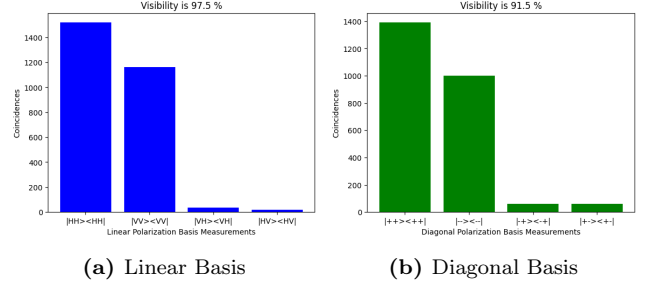 Visibility is 97.5 %
Coincidences
1400
1200
1000
800
600
400
200
0
|HH><HH|
|VV><VV|
|VH><VH|
|HV><HV|
Linear Polarization Basis Measurements
(a) Linear Basis
Visibility is 91.5 %
Coincidences
1400
1200
1000
800
600
400
200
0
|++><++|
|--><--|
|-+><-+|
|+-><+-|
Diagonal Polarization Basis Measurements
(b) Diagonal Basis